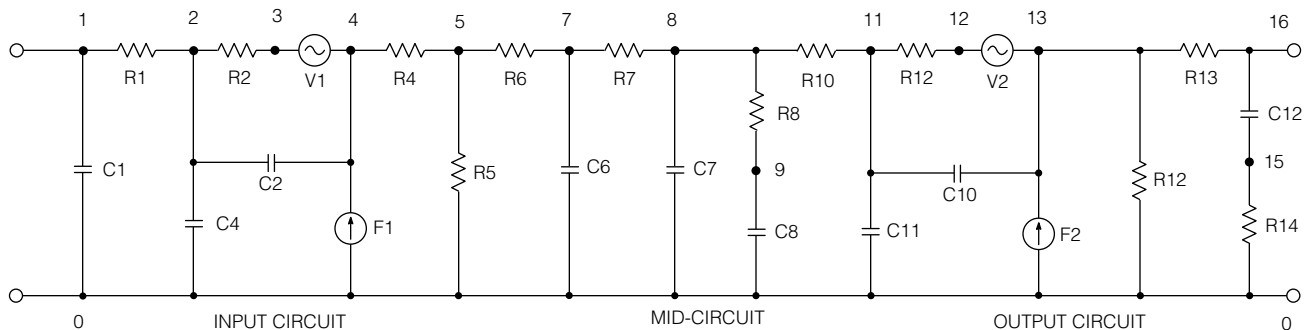 1 2 3 4 5 7 8 11 12 13 16
R1 R2 V1 R4 R6 R7 R10 R12 V2 R13
R8 C12
C1 C2 R5 C6 C7 9 C10 R12 15
C4 F1 C8 C11 F2 R14
0 INPUT CIRCUIT MID-CIRCUIT OUTPUT CIRCUIT 0